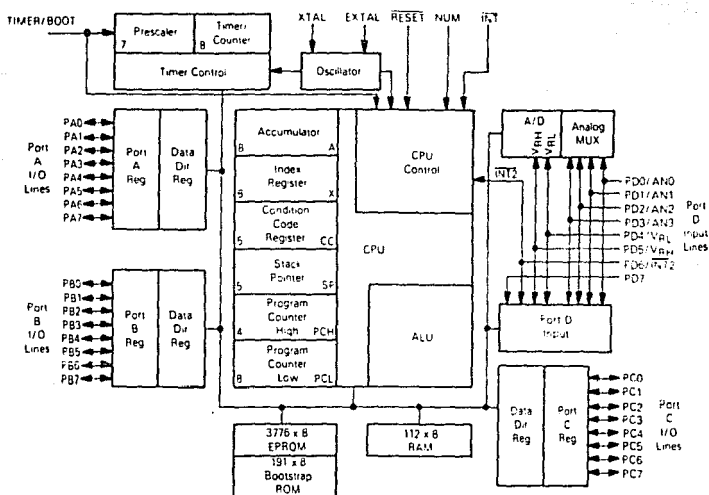 TIMER/BOOT
Prescaler
7
Timer/
Counter
8
Timer Control
XTAL
EXTAL
RESET
NUM
INT
Oscillator
Port
A
I/O
Lines
PA0
PA1
PA2
PA3
PA4
PA5
PA6
PA7
Port
A
Reg
Data
Dir
Reg
Port
B
I/O
Lines
PB0
PB1
PB2
PB3
PB4
PB5
PB6
PB7
Port
B
Reg
Data
Dir
Reg
Accumulator
8 A
Index
Register
X
Condition
Code
Register
5 CC
Stack
Pointer
5 SP
Program
Counter
High
4 PCH
Program
Counter
Low
8 PCL
CPU
Control
CPU
ALU
INT2
A/D
VRH
VRL
Analog
MUX
PD0/AN0
PD1/AN1
PD2/AN2
PD3/AN3
PD4/VRL
PD5/VRH
PD6/INT2
PD7
Port
D
Input
Lines
Port D
Input
3776 x 8
EPROM
191 x 8
Bootstrap
ROM
112 x 8
RAM
Data
Dir
Reg
Port
C
Reg
PC0
PC1
PC2
PC3
PC4
PC5
PC6
PC7
Port
C
I/O
Lines